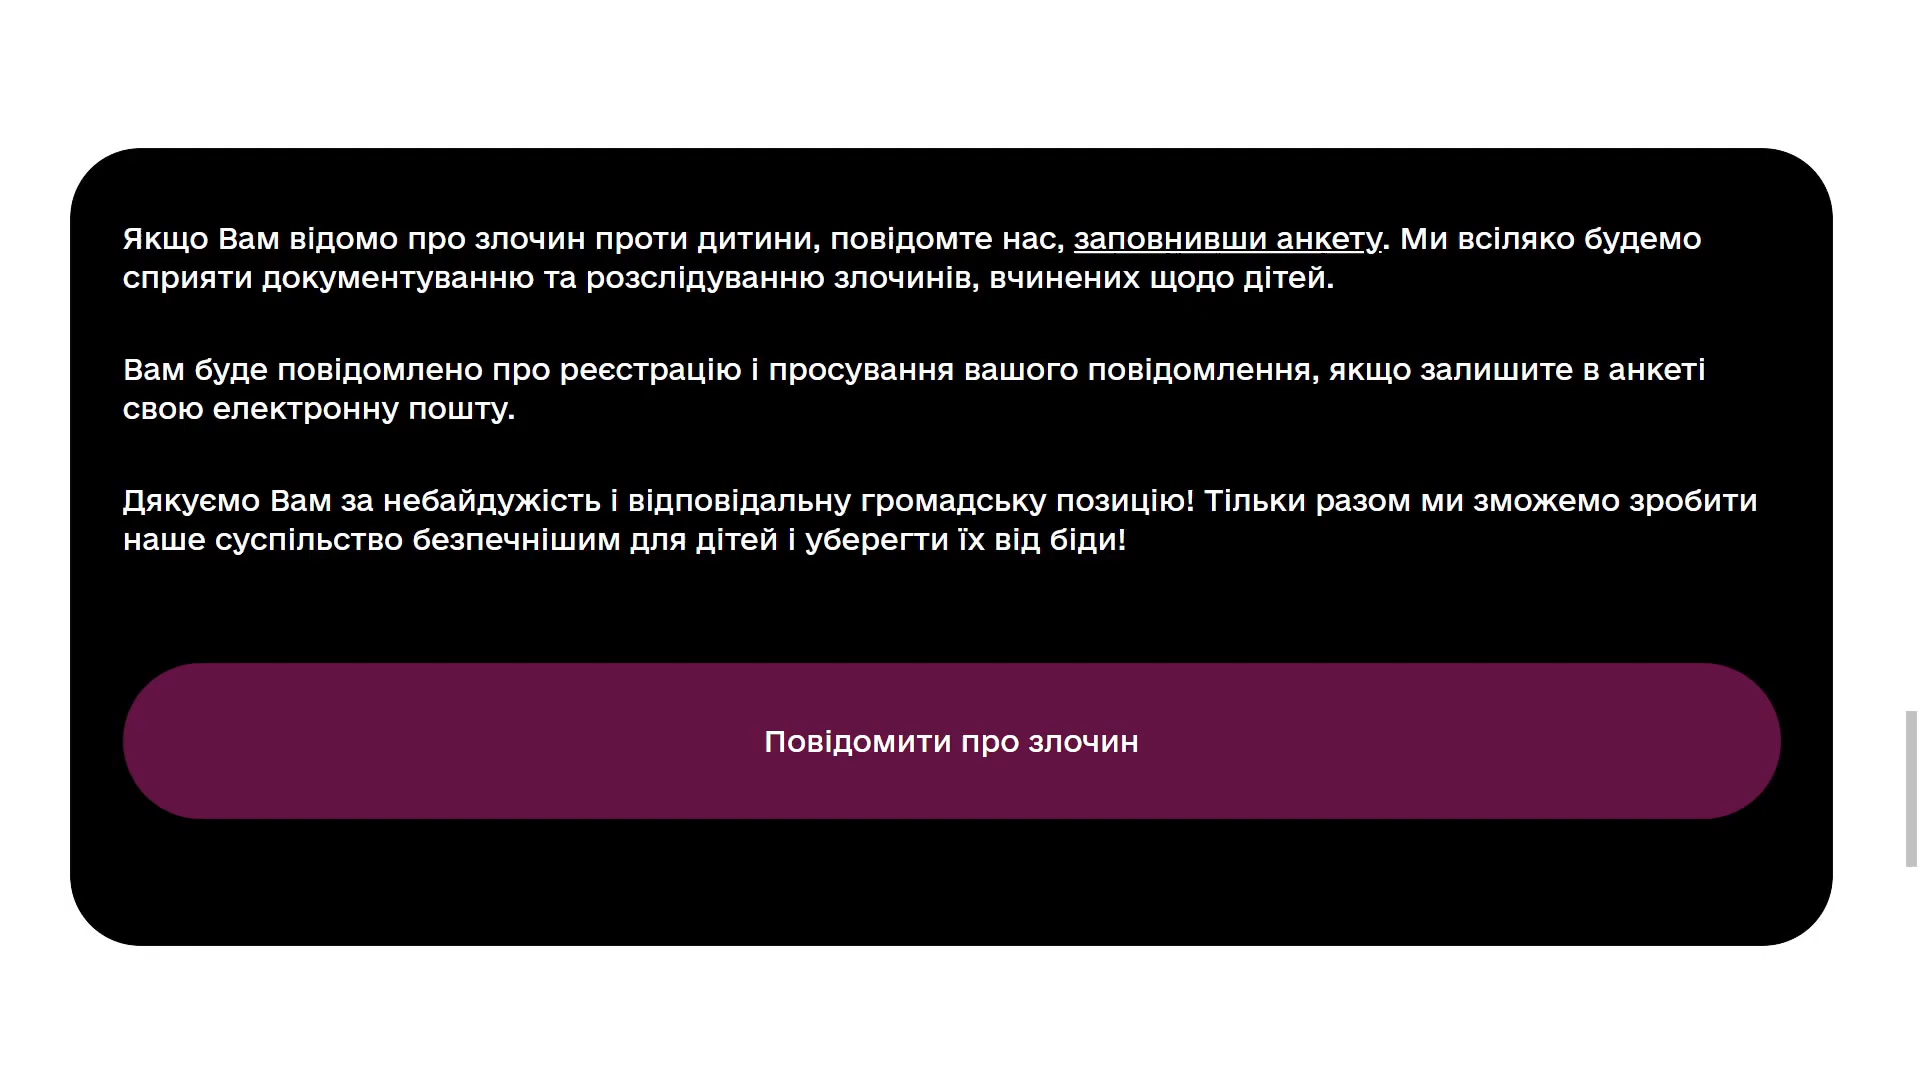 Якщо Вам відомо про злочин проти дитини, повідомте нас, заповнивши анкету. Ми всіляко будемо
сприяти документуванню та розслідуванню злочинів, вчинених щодо дітей.
Вам буде повідомлено про реєстрацію і просування вашого повідомлення, якщо залишите в анкеті
свою електронну пошту.
Дякуємо Вам за небайдужість і відповідальну громадську позицію! Тільки разом ми зможемо зробити
наше суспільство безпечнішим для дітей і уберегти їх від біди!
Повідомити про злочин